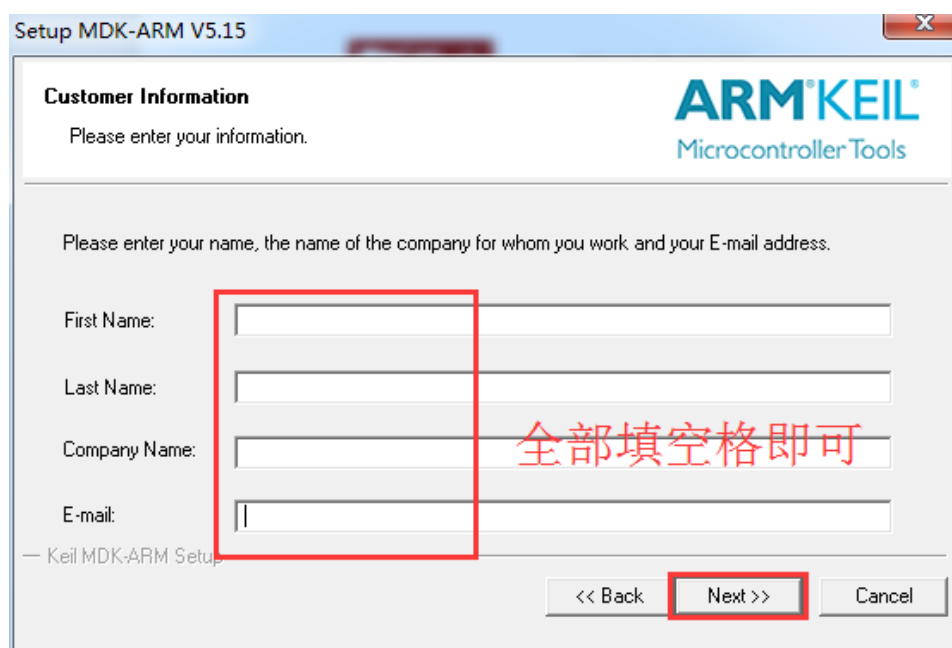 Setup MDK-ARM V5.15
Customer Information
Please enter your information.
ARM®KEIL®
Microcontroller Tools
Please enter your name, the name of the company for whom you work and your E-mail address.
First Name:
Last Name:
Company Name:
全部填空格即可
E-mail:
Keil MDK-ARM Setup
<< Back
Next >>
Cancel